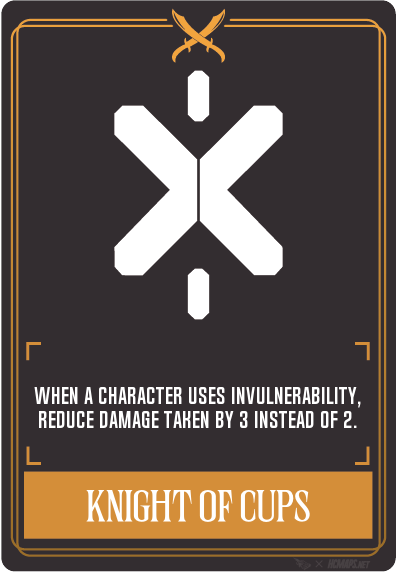 WHEN A CHARACTER USES INVULNERABILITY,
REDUCE DAMAGE TAKEN BY 3 INSTEAD OF 2.
KNIGHT OF CUPS